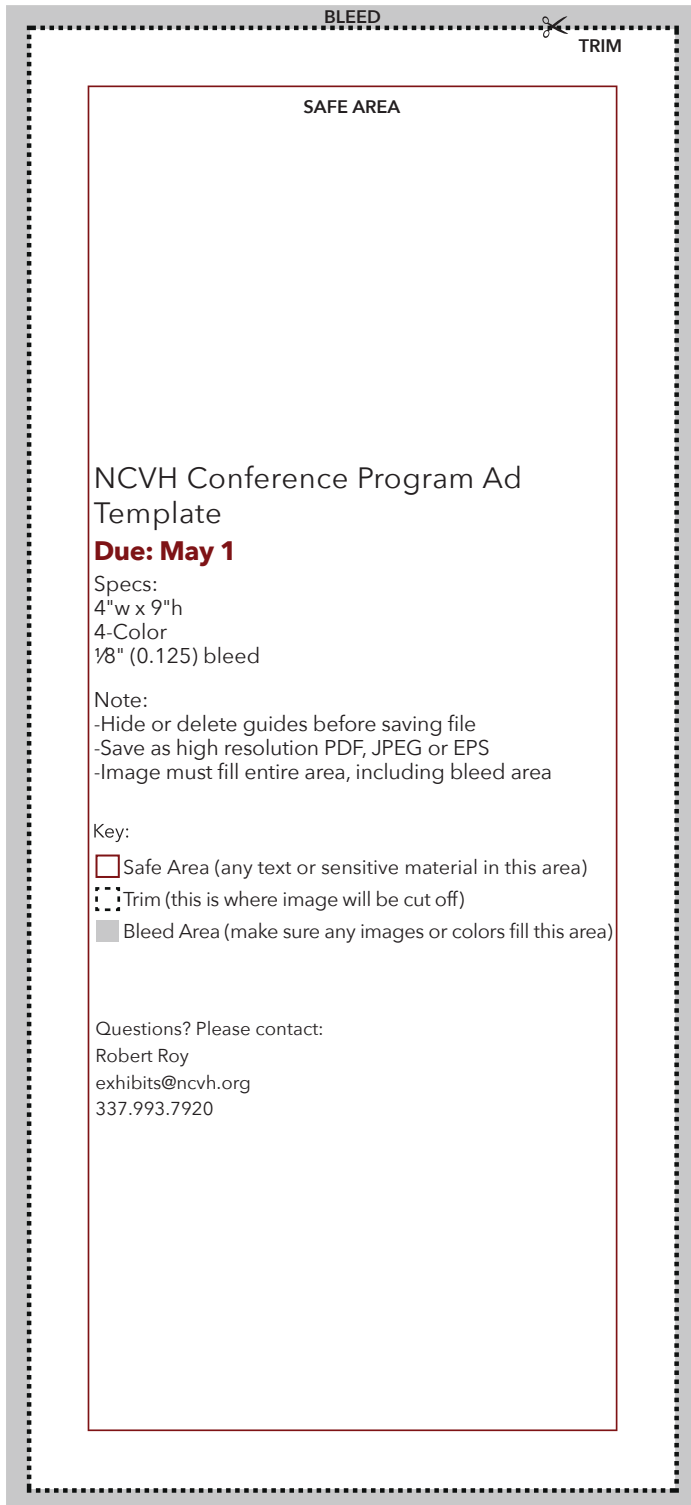 BLEED
TRIM
SAFE AREA
NCVH Conference Program Ad
Template
Due: May 1
Specs:
4"w x 9"h
4-Color
⅛" (0.125) bleed
Note:
-Hide or delete guides before saving file
-Save as high resolution PDF, JPEG or EPS
-Image must fill entire area, including bleed area
Key:
Safe Area (any text or sensitive material in this area)
Trim (this is where image will be cut off)
Bleed Area (make sure any images or colors fill this area)
Questions? Please contact:
Robert Roy
exhibits@ncvh.org
337.993.7920